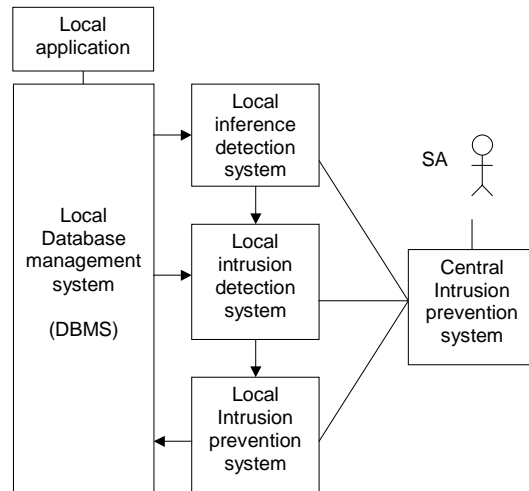 Local
application
Local
inference
detection
system
SA
Local
Database
management
system
(DBMS)
Local
intrusion
detection
system
Central
Intrusion
prevention
system
Local
Intrusion
prevention
system